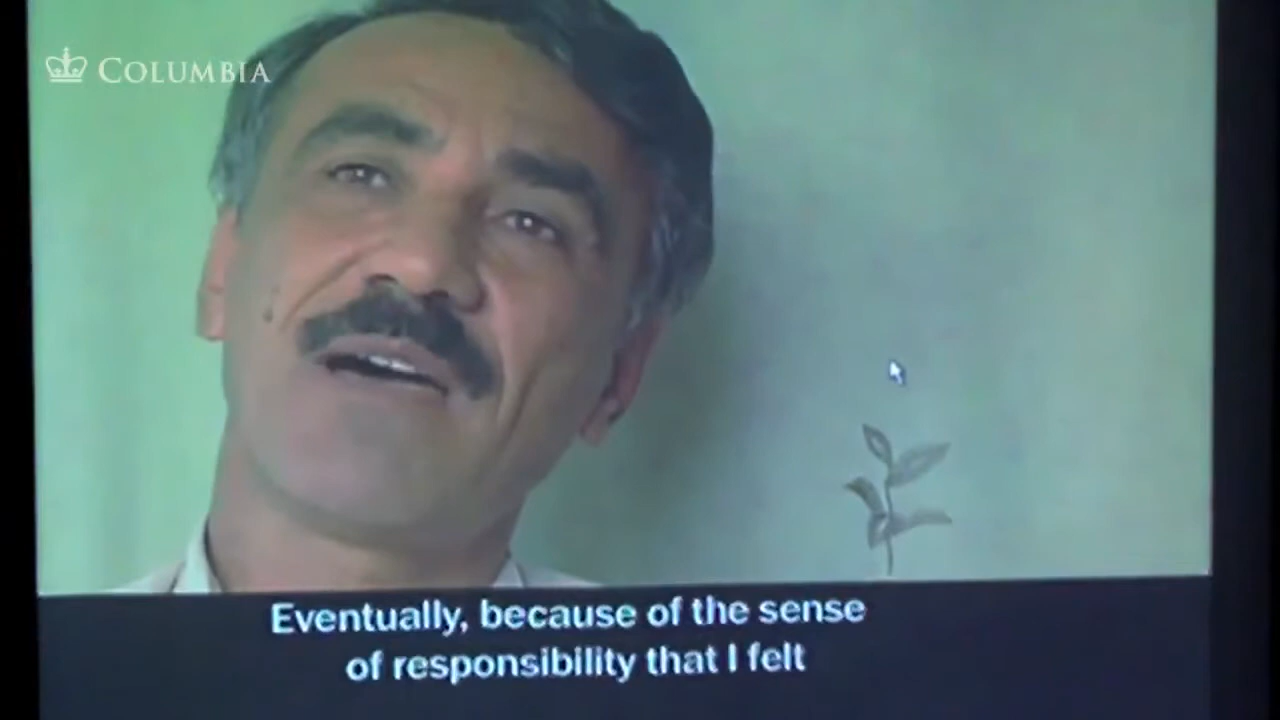 COLUMBIA
Eventually, because of the sense
of responsibility that I felt